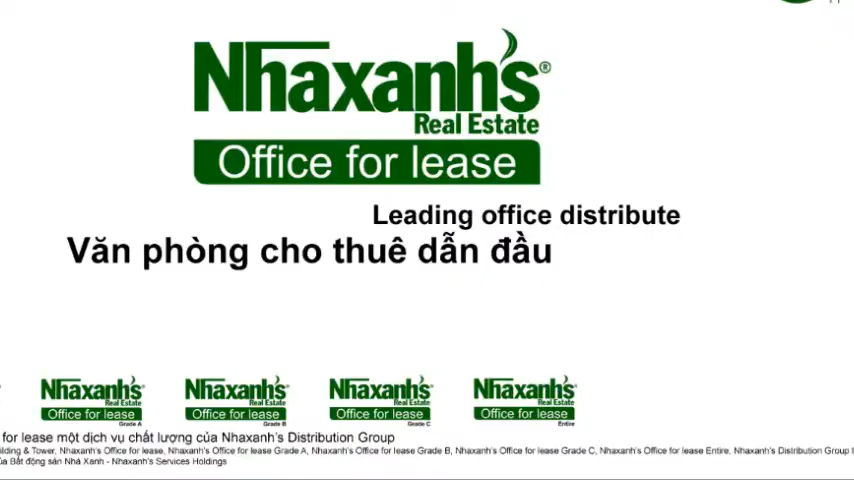 Nhaxanh's®
Real Estate
Office for lease
Leading office distribute
Văn phòng cho thuê dẫn đầu
Nhaxanh's® Nhaxanh's® Nhaxanh's® Nhaxanh's®
Real Estate Real Estate Real Estate Real Estate
Office for lease Office for lease Office for lease Office for lease
Grade A Grade B Grade C Entire
for lease một dịch vụ chất lượng của Nhaxanh's Distribution Group
& Tower, Nhaxanh's Office for lease, Nhaxanh's Office for lease Grade A, Nhaxanh's Office for lease Grade B, Nhaxanh's Office for lease Grade C, Nhaxanh's Office for lease Entire, Nhaxanh's Distribution Group
Bất động sản Nhà Xanh - Nhaxanh's Services Holdings